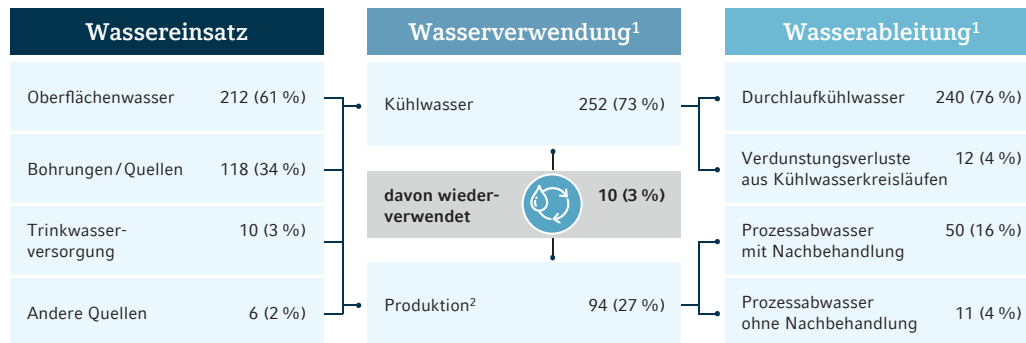 Wassereinsatz
Oberflächenwasser 212 (61 %)
Bohrungen/Quellen 118 (34 %)
Trinkwasser-
versorgung 10 (3 %)
Andere Quellen 6 (2 %)
Wasserverwendung¹
Kühlwasser 252 (73 %)
davon wieder-
verwendet 10 (3 %)
Produktion² 94 (27 %)
Wasserableitung¹
Durchlaufkühlwasser 240 (76 %)
Verdunstungsverluste
aus Kühlwasserkreisläufen 12 (4 %)
Prozessabwasser
mit Nachbehandlung 50 (16 %)
Prozessabwasser
ohne Nachbehandlung 11 (4 %)